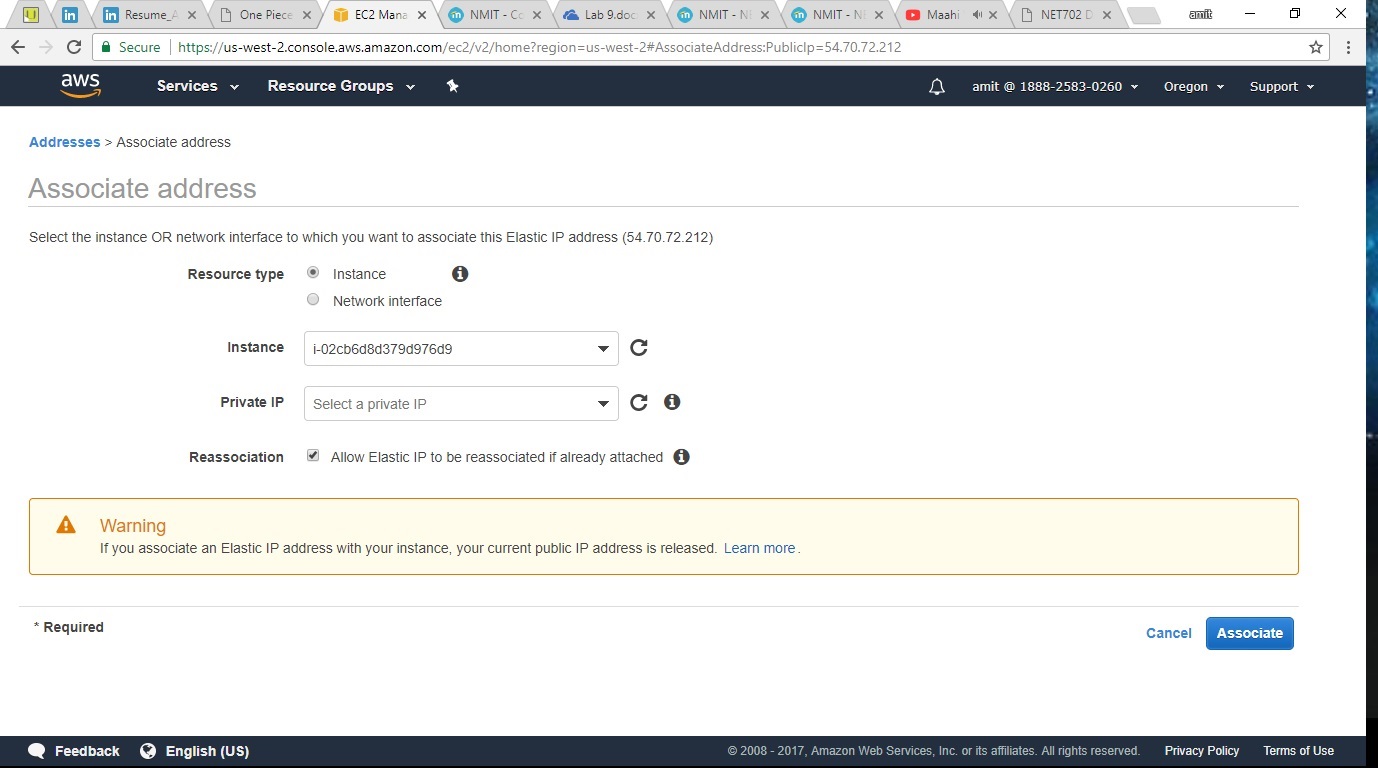 Resume_A
One Piece
EC2 Mana
NMIT - Co
Lab 9.doc
NMIT - NE
NMIT - NE
Maahi
NET702 D
amit
Secure https://us-west-2.console.aws.amazon.com/ec2/v2/home?region=us-west-2#AssociateAddress:PublicIp=54.70.72.212
aws Services Resource Groups amit @ 1888-2583-0260 Oregon Support
Addresses > Associate address
Associate address
Select the instance OR network interface to which you want to associate this Elastic IP address (54.70.72.212)
Resource type Instance
Network interface
Instance i-02cb6d8d379d976d9
Private IP Select a private IP
Reassociation Allow Elastic IP to be reassociated if already attached
Warning
If you associate an Elastic IP address with your instance, your current public IP address is released. Learn more.
* Required
Cancel Associate
Feedback English (US) © 2008 - 2017, Amazon Web Services, Inc. or its affiliates. All rights reserved. Privacy Policy Terms of Use